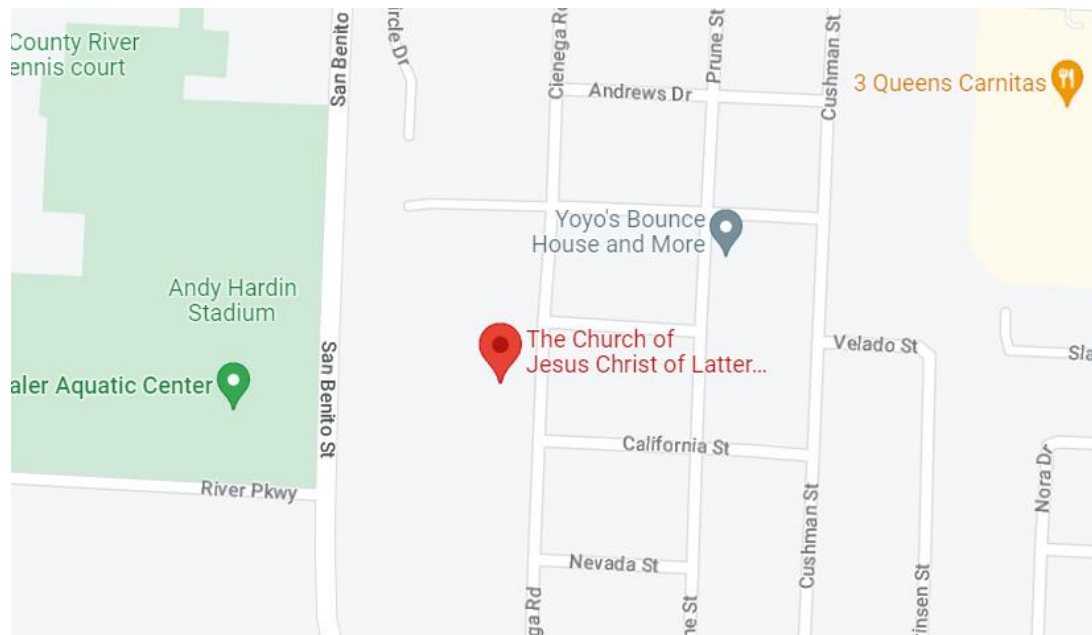 County River
ennis court
San Benito
ircle Dr
Cienega Rd
Prune St
Cushman St
Andrews Dr
3 Queens Carnitas
Yoyo's Bounce
House and More
Andy Hardin
Stadium
San Benito St
The Church of
Jesus Christ of Latter...
Velado St
Sla
aler Aquatic Center
California St
River Pkwy
Nora Dr
Nevada St
Cushman St
ga Rd
ne St
rinsen St